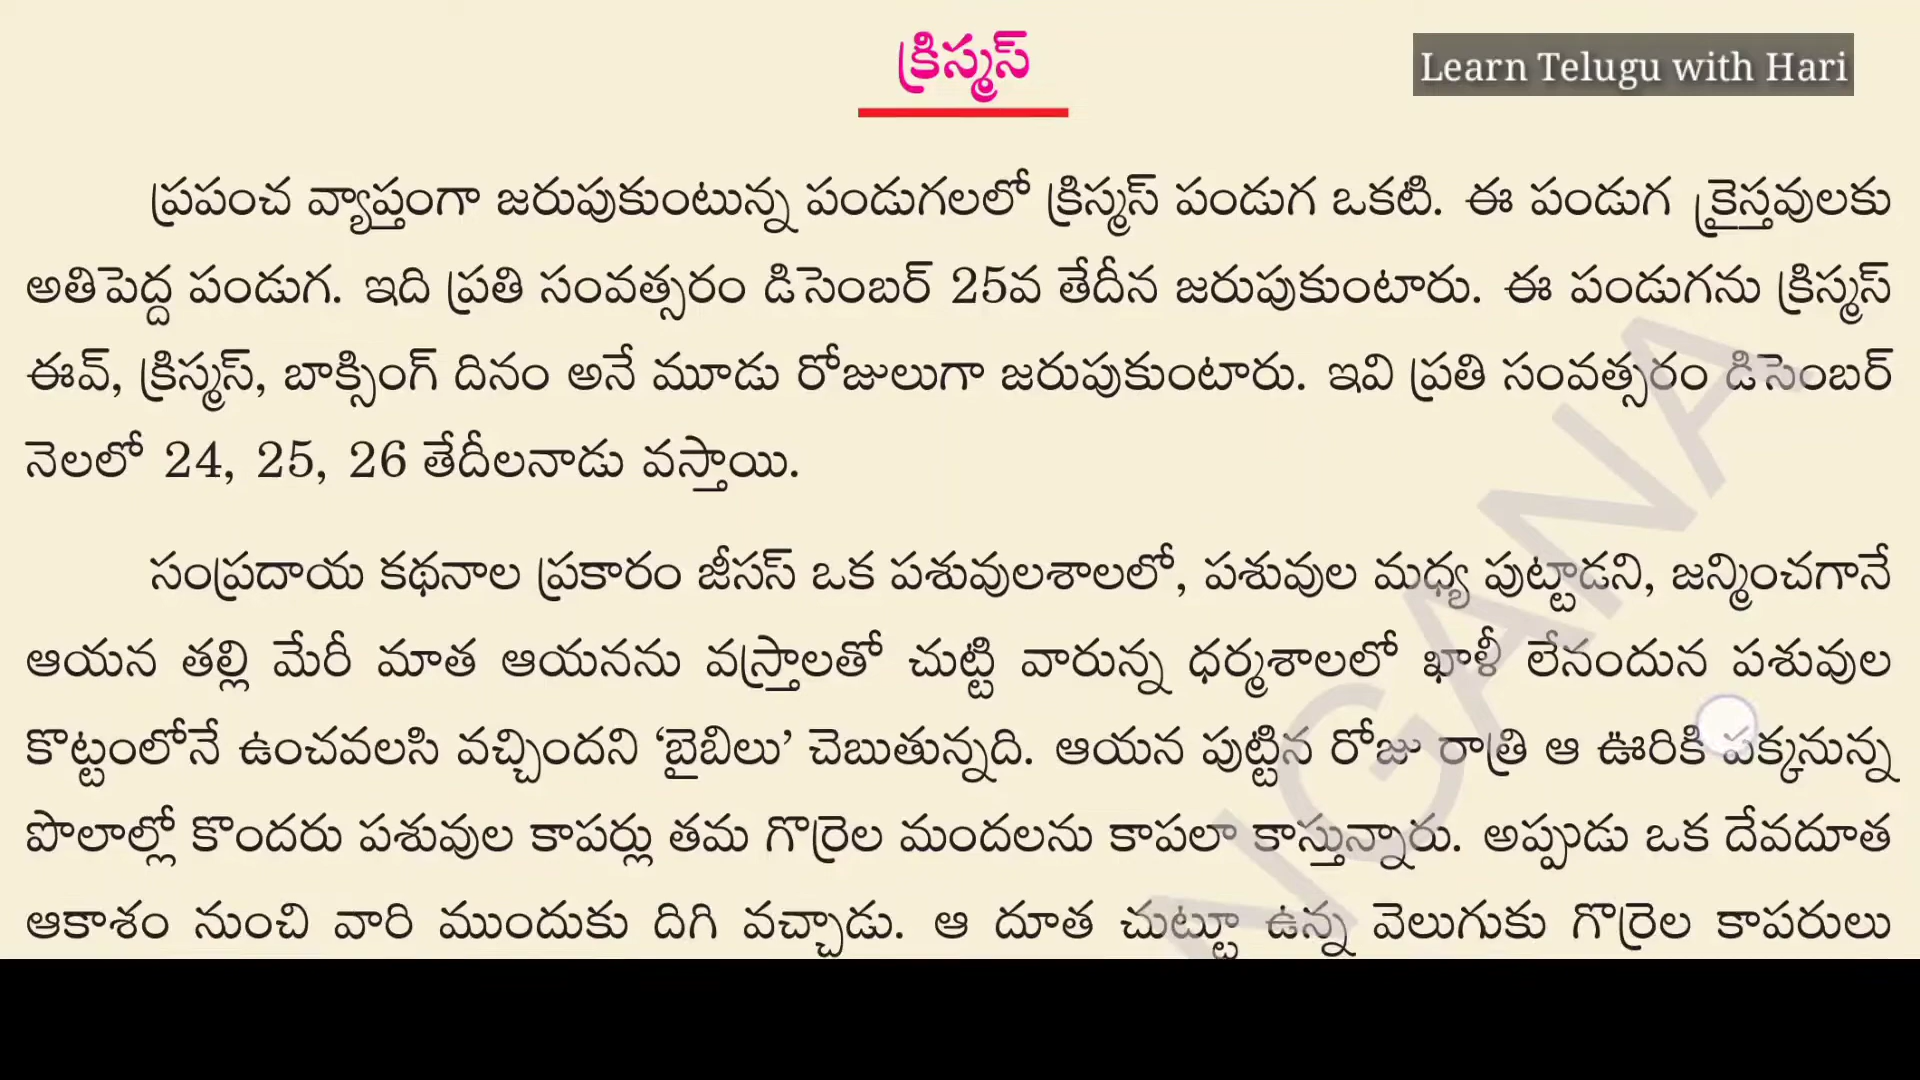 క్రిస్మస్
Learn Telugu with Hari
ప్రపంచ వ్యాప్తంగా జరుపుకుంటున్న పండుగలలో క్రిస్మస్ పండుగ ఒకటి. ఈ పండుగ క్రైస్తవులకు
అతిపెద్ద పండుగ. ఇది ప్రతి సంవత్సరం డిసెంబర్ 25వ తేదీన జరుపుకుంటారు. ఈ పండుగను క్రిస్మస్
ఈవ్, క్రిస్మస్, బాక్సింగ్ దినం అనే మూడు రోజులుగా జరుపుకుంటారు. ఇవి ప్రతి సంవత్సరం డిసెంబర్
నెలలో 24, 25, 26 తేదీలనాడు వస్తాయి.
సంప్రదాయ కథనాల ప్రకారం జీసస్ ఒక పశువులశాలలో, పశువుల మధ్య పుట్టాడని, జన్మించగానే
ఆయన తల్లి మేరీ మాత ఆయనను వస్త్రాలతో చుట్టి వారున్న ధర్మశాలలో ఖాళీ లేనందున పశువుల
కొట్టంలోనే ఉంచవలసి వచ్చిందని ‘బైబిలు’ చెబుతున్నది. ఆయన పుట్టిన రోజు రాత్రి ఆ ఊరికి పక్కనున్న
పొలాల్లో కొందరు పశువుల కాపర్లు తమ గొర్రెల మందలను కాపలా కాస్తున్నారు. అప్పుడు ఒక దేవదూత
ఆకాశం నుంచి వారి ముందుకు దిగి వచ్చాడు. ఆ దూత చుట్టూ ఉన్న వెలుగుకు గొర్రెల కాపరులు
NGANA